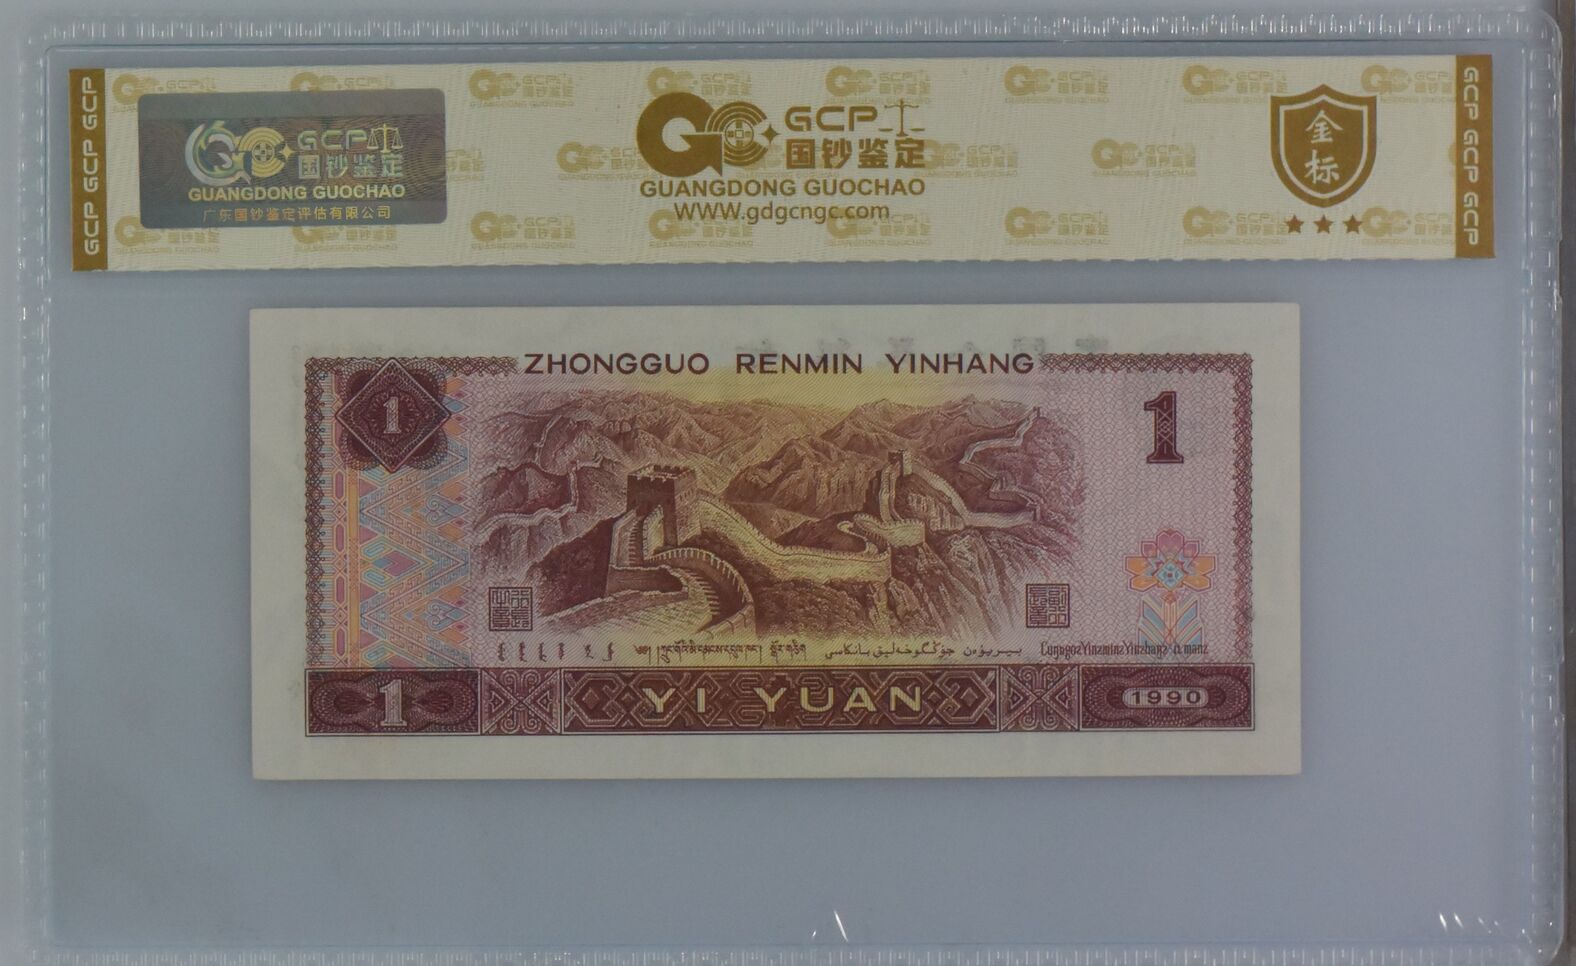 GCP GCP GCP
GCP
国钞鉴定
GUANGDONG GUOCHAO
广东国钞鉴定评估有限公司
GCP
国钞鉴定
GUANGDONG GUOCHAO
WWW.gdgcngc.com
金标
GCP GCP GCP
ZHONGGUO RENMIN YINHANG
1
1
1
YI YUAN
1990